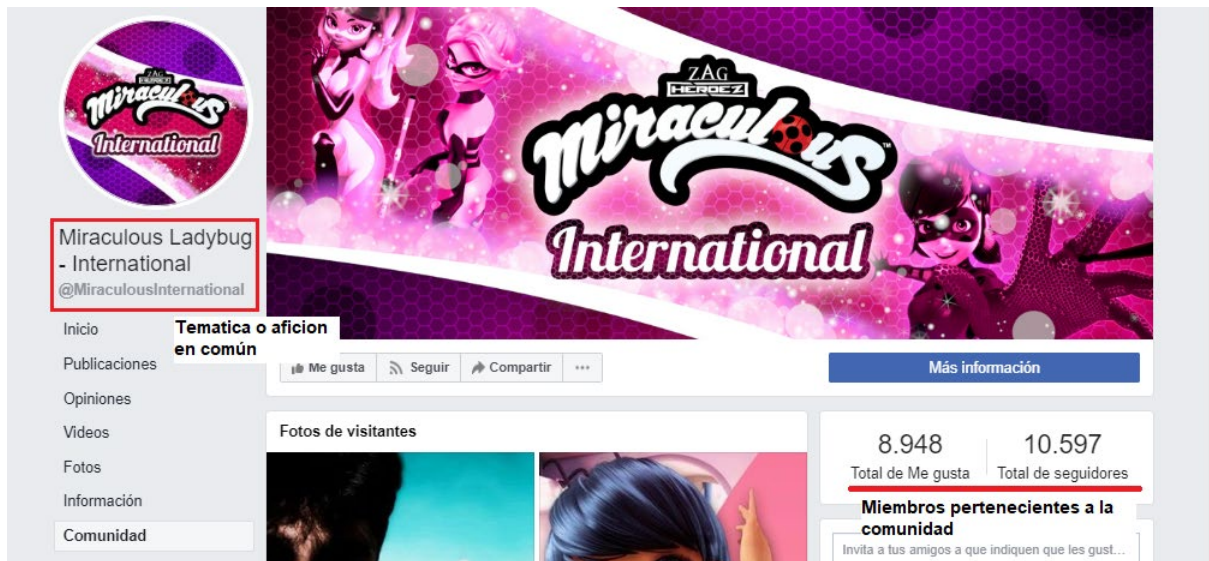 ZAG
HEROEZ
Miraculous
International
Miraculous Ladybug
- International
@MiraculousInternational
ZAG
HEROEZ
Miraculous™
International
Inicio
Publicaciones
Opiniones
Videos
Fotos
Información
Comunidad
Tematica o aficion
en común
Me gusta
Seguir
Compartir
...
Más información
Fotos de visitantes
8.948
Total de Me gusta
10.597
Total de seguidores
Miembros pertenecientes a la
comunidad
Invita a tus amigos a que indiquen que les gust...